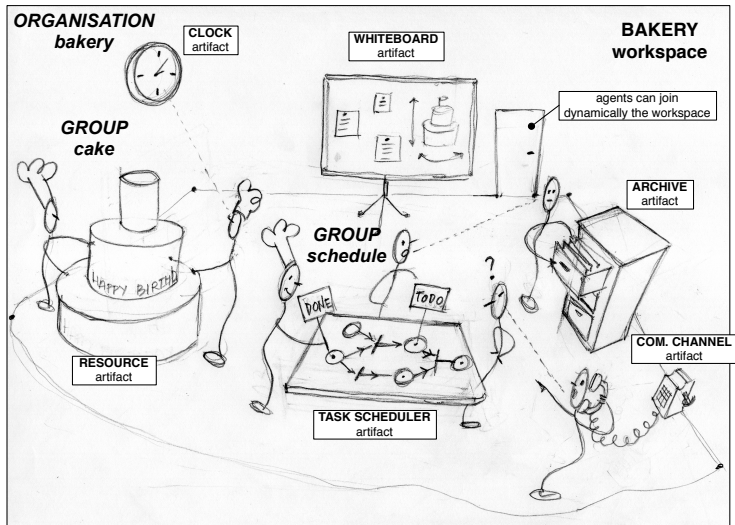 ORGANISATION
bakery
CLOCK
artifact
WHITEBOARD
artifact
BAKERY
workspace
agents can join
dynamically the workspace
GROUP
cake
ARCHIVE
artifact
GROUP
schedule
?
HAPPY BIRTH
DONE
TODO
RESOURCE
artifact
COM. CHANNEL
artifact
TASK SCHEDULER
artifact